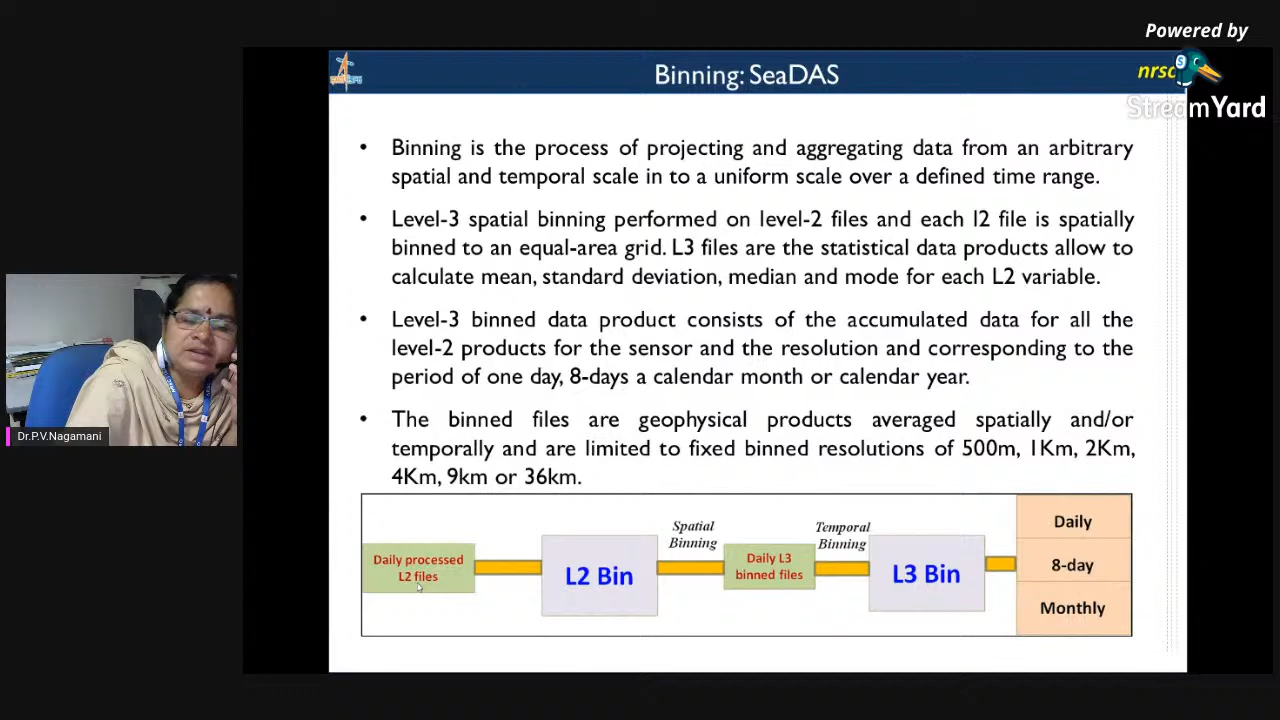 Powered by
StreamYard
Binning: SeaDAS
nrsc
• Binning is the process of projecting and aggregating data from an arbitrary
spatial and temporal scale in to a uniform scale over a defined time range.
• Level-3 spatial binning performed on level-2 files and each l2 file is spatially
binned to an equal-area grid. L3 files are the statistical data products allow to
calculate mean, standard deviation, median and mode for each L2 variable.
• Level-3 binned data product consists of the accumulated data for all the
level-2 products for the sensor and the resolution and corresponding to the
period of one day, 8-days a calendar month or calendar year.
• The binned files are geophysical products averaged spatially and/or
temporally and are limited to fixed binned resolutions of 500m, 1Km, 2Km,
4Km, 9km or 36km.
Daily processed
L2 files
L2 Bin
Spatial
Binning
Daily L3
binned files
Temporal
Binning
L3 Bin
Daily
8-day
Monthly
Dr.P.V.Nagamani